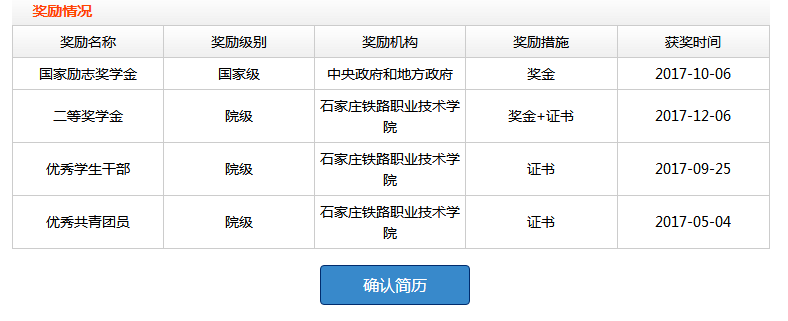 奖励情况
奖励名称 奖励级别 奖励机构 奖励措施 获奖时间
国家励志奖学金 国家级 中央政府和地方政府 奖金 2017-10-06
二等奖学金 院级 石家庄铁路职业技术学
院 奖金+证书 2017-12-06
优秀学生干部 院级 石家庄铁路职业技术学
院 证书 2017-09-25
优秀共青团员 院级 石家庄铁路职业技术学
院 证书 2017-05-04
确认简历